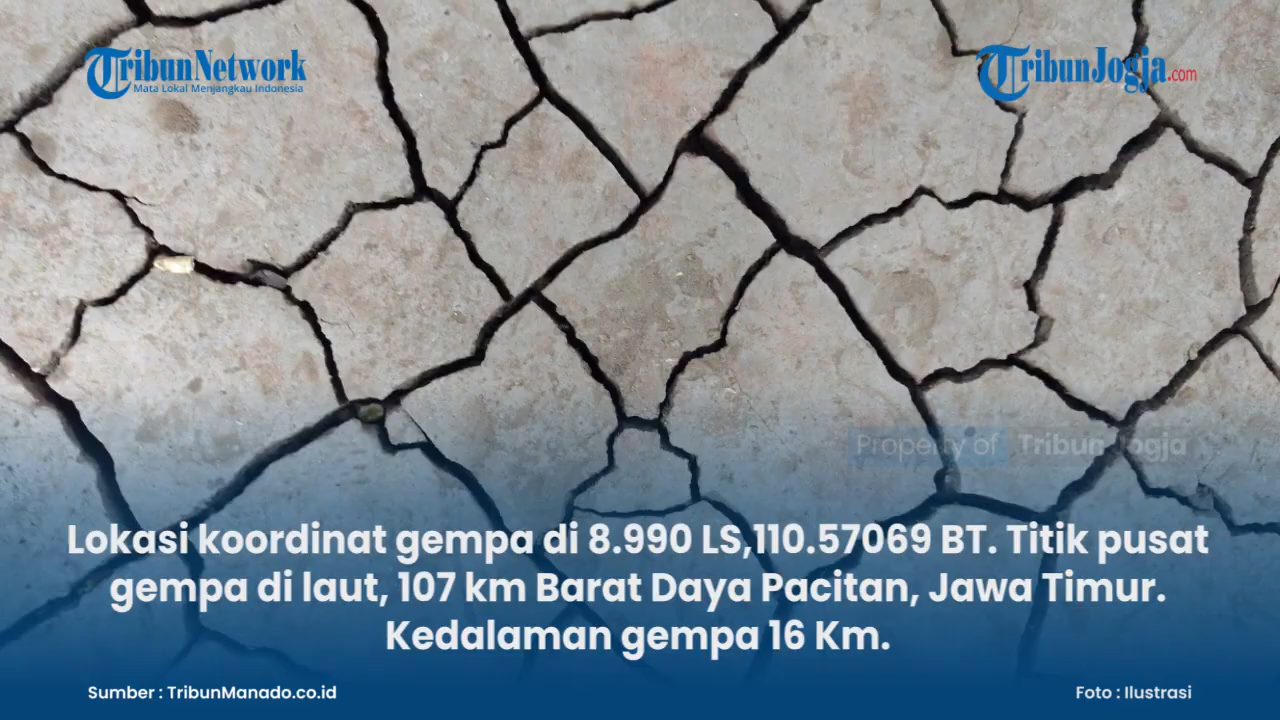 TribunNetwork
Mata Lokal Menjangkau Indonesia
TribunJogja.com
Property of Tribun Jogja
Lokasi koordinat gempa di 8.990 LS,110.57069 BT. Titik pusat
gempa di laut, 107 km Barat Daya Pacitan, Jawa Timur.
Kedalaman gempa 16 Km.
Sumber : TribunManado.co.id
Foto : Ilustrasi